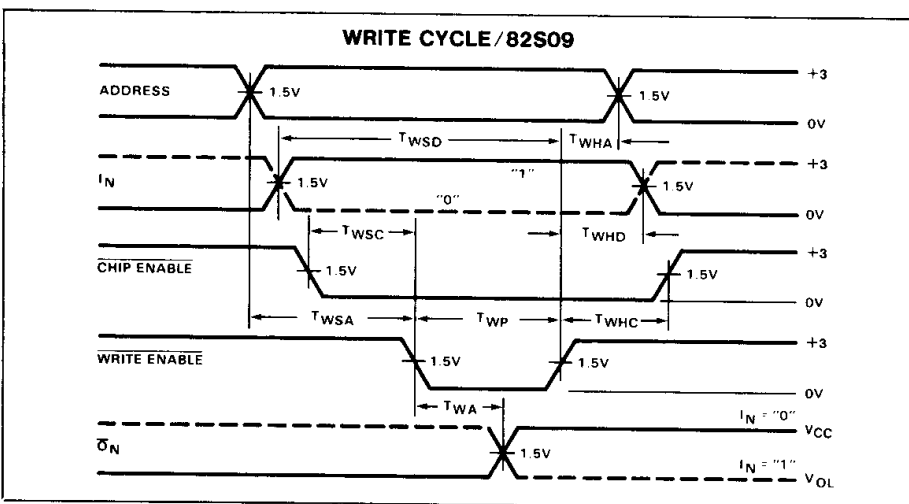 WRITE CYCLE/82S09
+3
ADDRESS
1.5V
1.5V
0V
TWSD
TWHA
+3
IN
1.5V
"1"
1.5V
"0"
0V
TWSC
TWHD
+3
CHIP ENABLE
1.5V
1.5V
0V
TWSA
TWP
TWHC
+3
WRITE ENABLE
1.5V
1.5V
0V
TWA
IN = "0"
VCC
ŌN
1.5V
IN = "1"
VOL